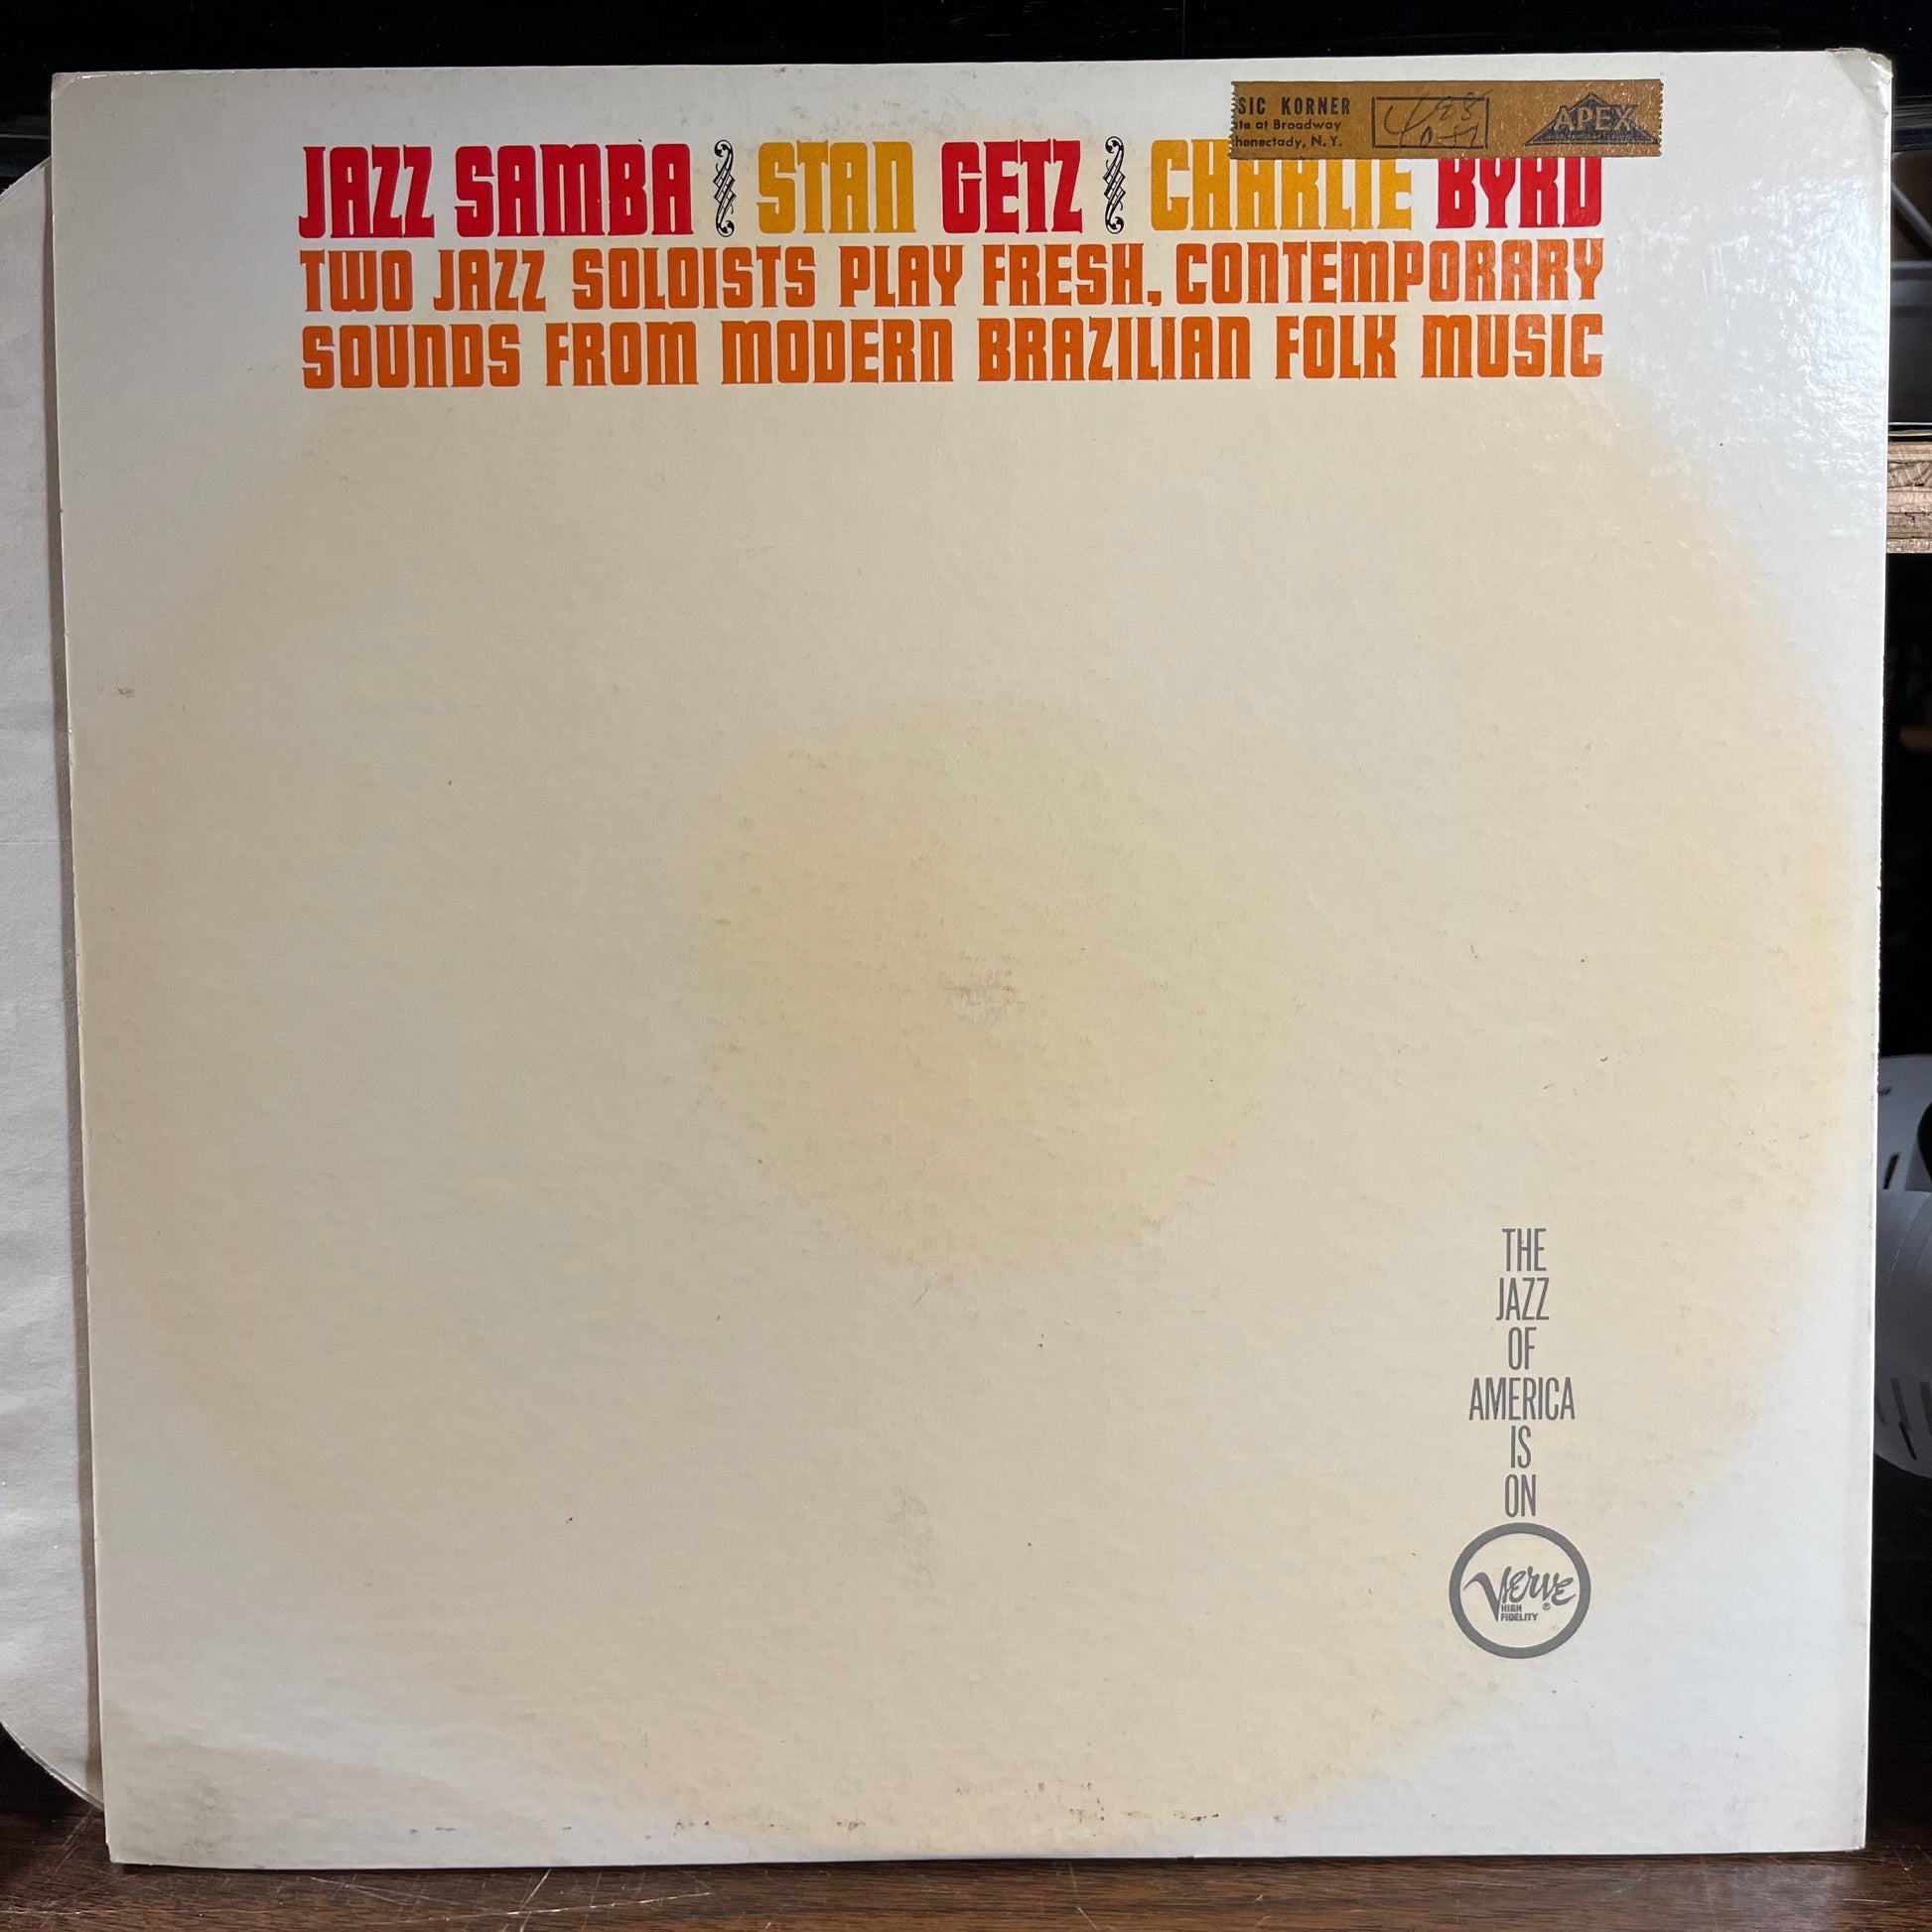 SIC KORNER
te at Broadway
henectady, N.Y.
APEX
JAZZ SAMBA STAN GETZ CHARLIE BYRD
TWO JAZZ SOLOISTS PLAY FRESH, CONTEMPORARY
SOUNDS FROM MODERN BRAZILIAN FOLK MUSIC
THE
JAZZ
OF
AMERICA
IS
ON
VERVE
HIGH
FIDELITY ®